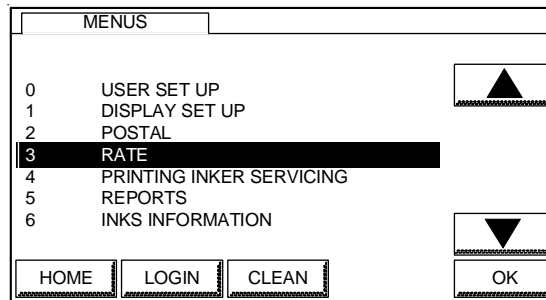 MENUS
0 USER SET UP
1 DISPLAY SET UP
2 POSTAL
3 RATE
4 PRINTING INKER SERVICING
5 REPORTS
6 INKS INFORMATION
HOME LOGIN CLEAN OK